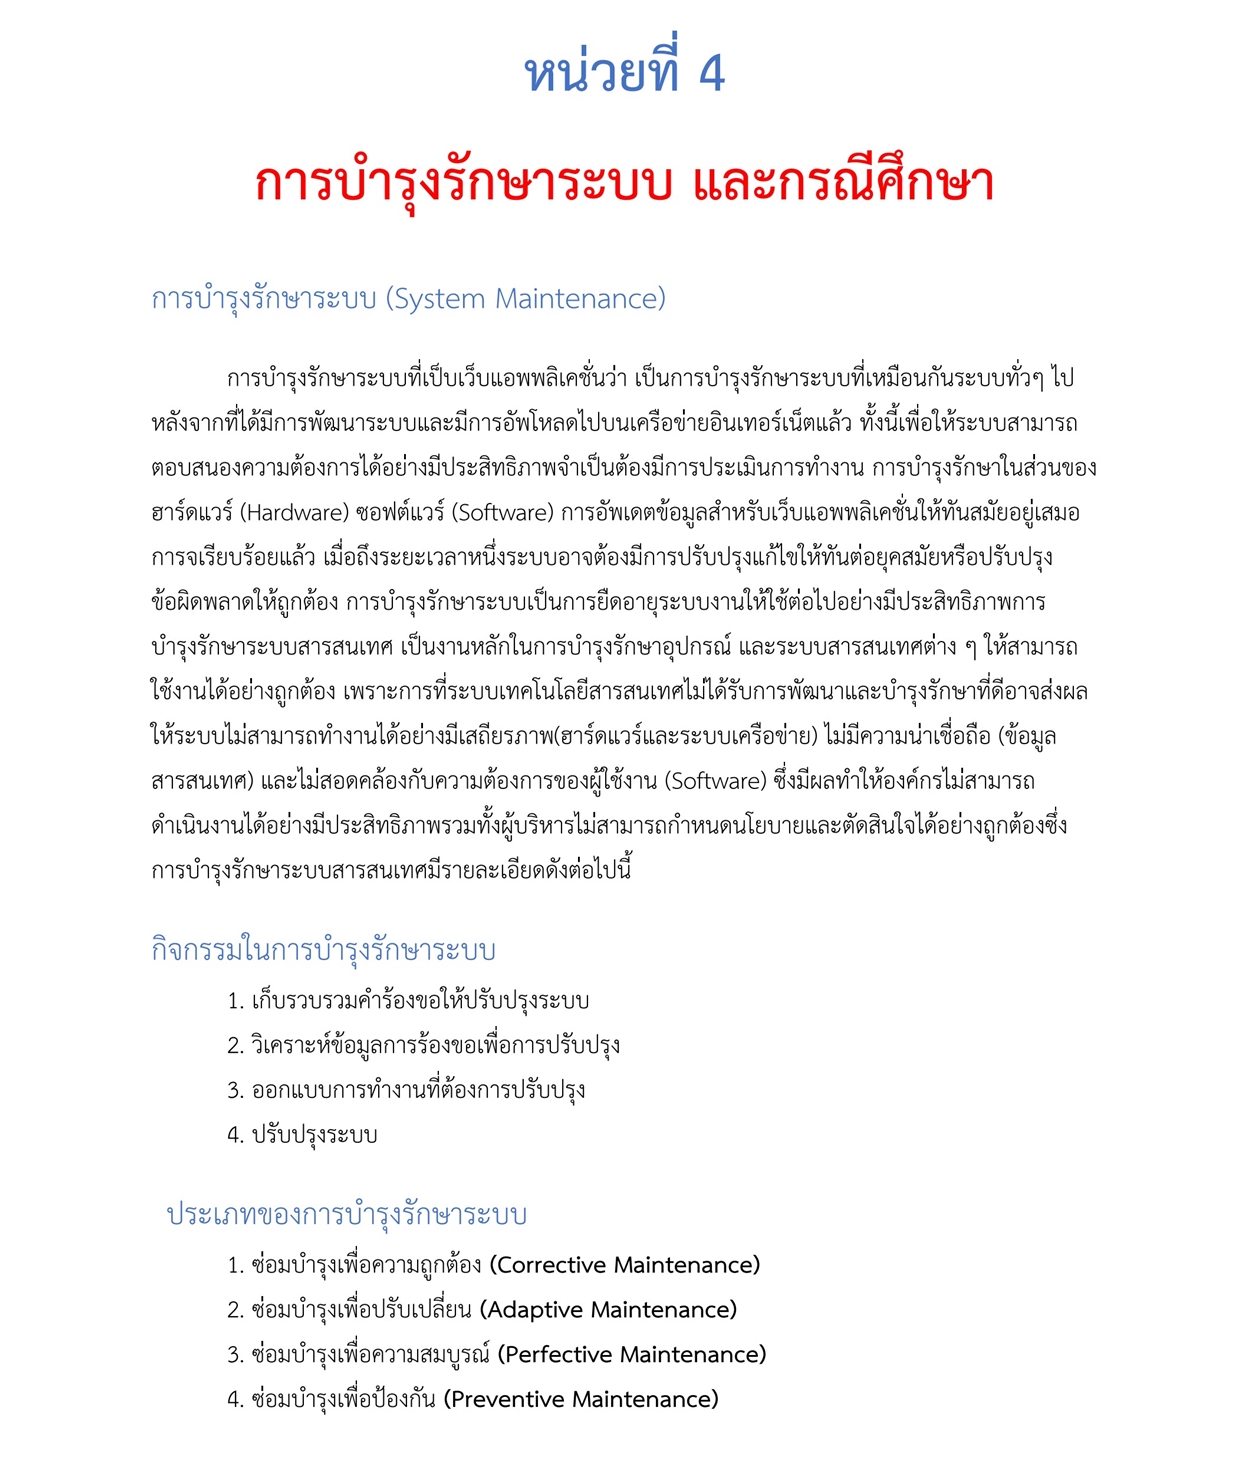 หน่วยที่ 4
การบำรุงรักษาระบบ และกรณีศึกษา
การบำรุงรักษาระบบ (System Maintenance)
การบำรุงรักษาระบบที่เป็บเว็บแอพพลิเคชั่นว่า เป็นการบำรุงรักษาระบบที่เหมือนกันระบบทั่วๆ ไป
หลังจากที่ได้มีการพัฒนาระบบและมีการอัพโหลดไปบนเครือข่ายอินเทอร์เน็ตแล้ว ทั้งนี้เพื่อให้ระบบสามารถ
ตอบสนองความต้องการได้อย่างมีประสิทธิภาพจำเป็นต้องมีการประเมินการทำงาน การบำรุงรักษาในส่วนของ
ฮาร์ดแวร์ (Hardware) ซอฟต์แวร์ (Software) การอัพเดตข้อมูลสำหรับเว็บแอพพลิเคชั่นให้ทันสมัยอยู่เสมอ
การจเรียบร้อยแล้ว เมื่อถึงระยะเวลาหนึ่งระบบอาจต้องมีการปรับปรุงแก้ไขให้ทันต่อยุคสมัยหรือปรับปรุง
ข้อผิดพลาดให้ถูกต้อง การบำรุงรักษาระบบเป็นการยืดอายุระบบงานให้ใช้ต่อไปอย่างมีประสิทธิภาพการ
บำรุงรักษาระบบสารสนเทศ เป็นงานหลักในการบำรุงรักษาอุปกรณ์ และระบบสารสนเทศต่าง ๆ ให้สามารถ
ใช้งานได้อย่างถูกต้อง เพราะการที่ระบบเทคโนโลยีสารสนเทศไม่ได้รับการพัฒนาและบำรุงรักษาที่ดีอาจส่งผล
ให้ระบบไม่สามารถทำงานได้อย่างมีเสถียรภาพ(ฮาร์ดแวร์และระบบเครือข่าย) ไม่มีความน่าเชื่อถือ (ข้อมูล
สารสนเทศ) และไม่สอดคล้องกับความต้องการของผู้ใช้งาน (Software) ซึ่งมีผลทำให้องค์กรไม่สามารถ
ดำเนินงานได้อย่างมีประสิทธิภาพรวมทั้งผู้บริหารไม่สามารถกำหนดนโยบายและตัดสินใจได้อย่างถูกต้องซึ่ง
การบำรุงรักษาระบบสารสนเทศมีรายละเอียดดังต่อไปนี้
กิจกรรมในการบำรุงรักษาระบบ
1. เก็บรวบรวมคำร้องขอให้ปรับปรุงระบบ
2. วิเคราะห์ข้อมูลการร้องขอเพื่อการปรับปรุง
3. ออกแบบการทำงานที่ต้องการปรับปรุง
4. ปรับปรุงระบบ
ประเภทของการบำรุงรักษาระบบ
1. ซ่อมบำรุงเพื่อความถูกต้อง (Corrective Maintenance)
2. ซ่อมบำรุงเพื่อปรับเปลี่ยน (Adaptive Maintenance)
3. ซ่อมบำรุงเพื่อความสมบูรณ์ (Perfective Maintenance)
4. ซ่อมบำรุงเพื่อป้องกัน (Preventive Maintenance)